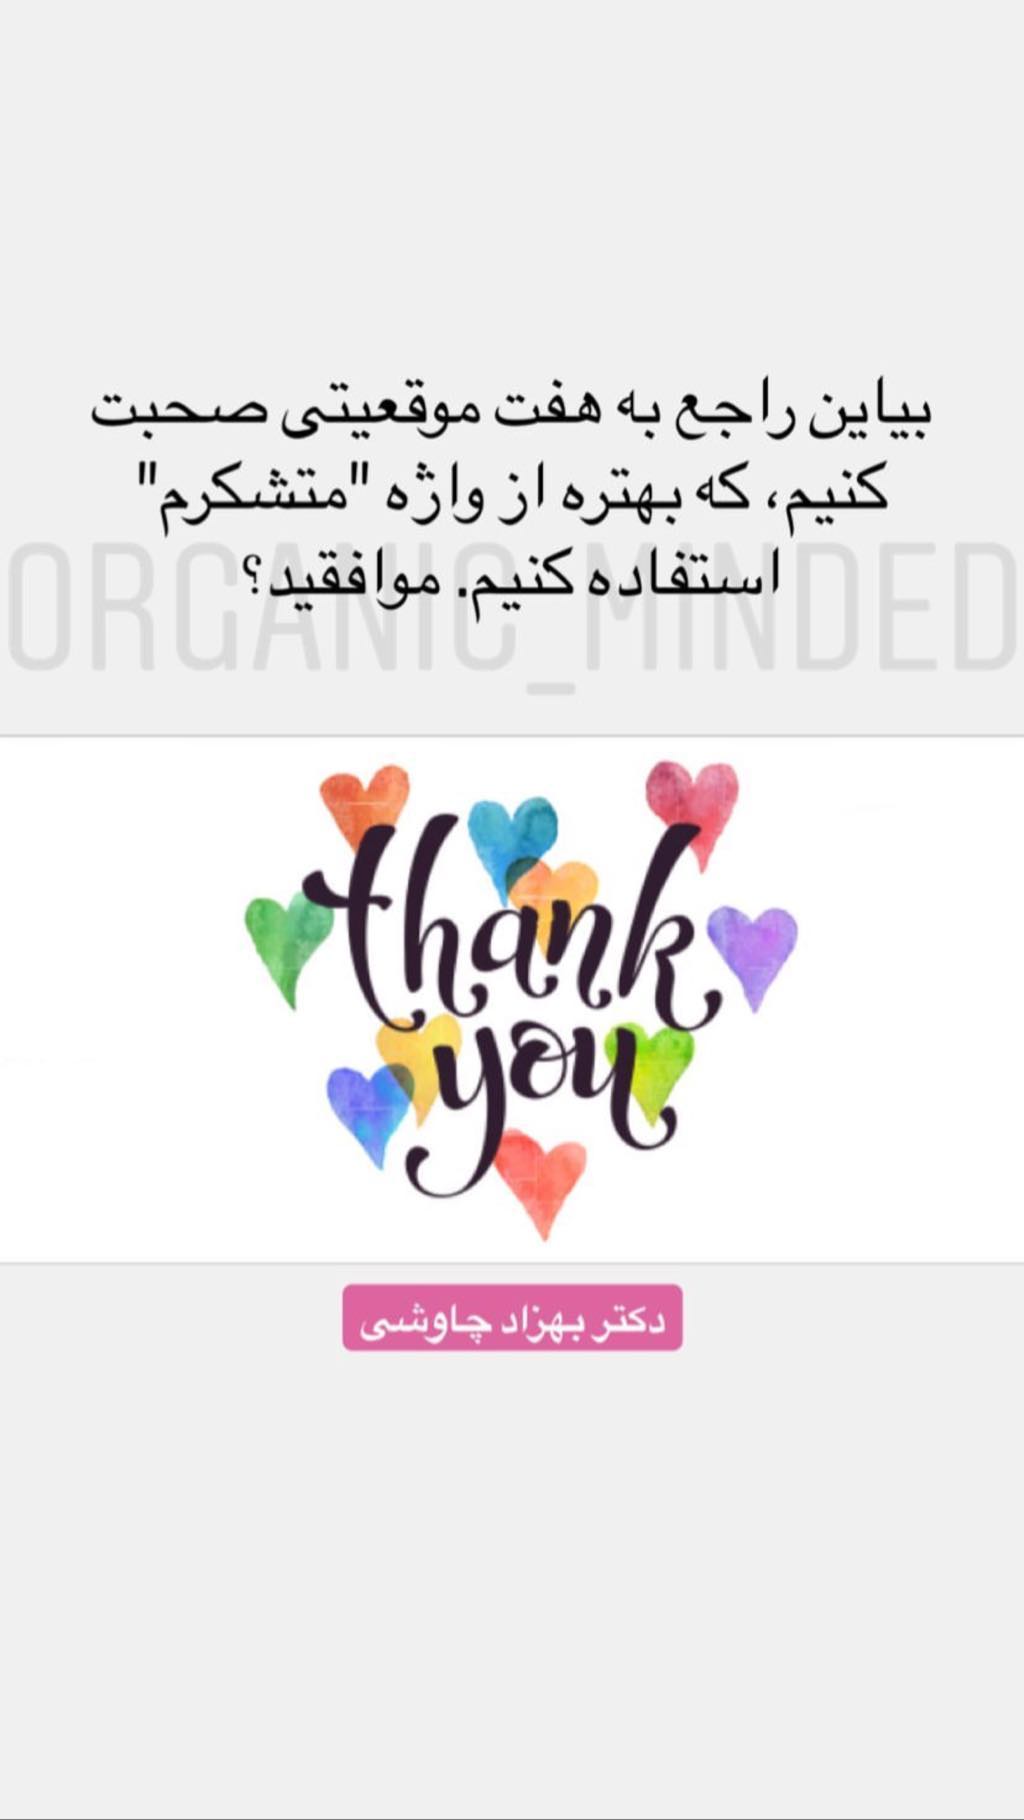 بیاین راجع به هفت موقعیتی صحبت
کنیم، که بهتره از واژه "متشکرم"
استفاده کنیم. موافقید؟
ORGANIC_MINDED
thank
you
دکتر بهزاد چاوشی